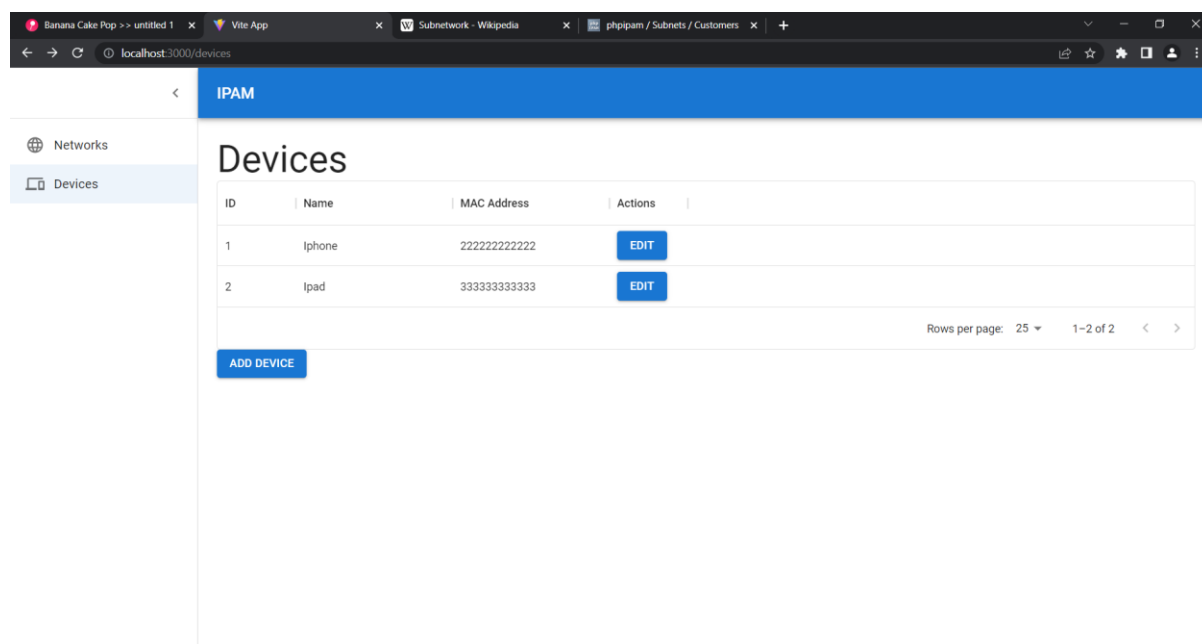 Banana Cake Pop >> untitled 1 Vite App Subnetwork - Wikipedia phpipam / Subnets / Customers
localhost:3000/devices
IPAM
Networks
Devices
Devices
ID Name MAC Address Actions
1 Iphone 222222222222 EDIT
2 Ipad 333333333333 EDIT
Rows per page: 25 1–2 of 2
ADD DEVICE